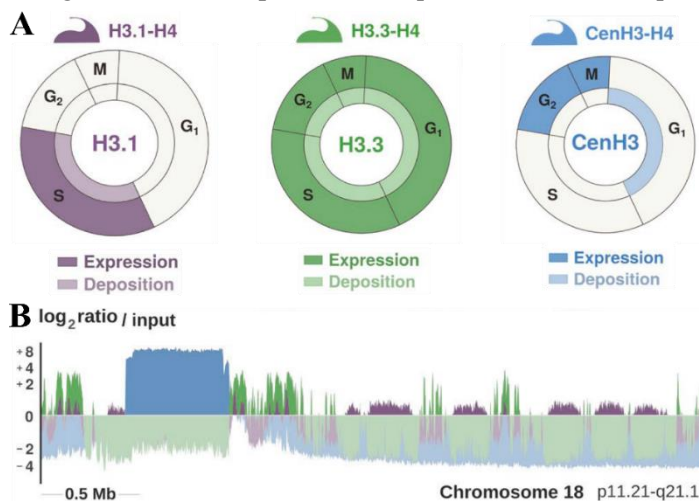 A
H3.1-H4
H3.3-H4
CenH3-H4
M
G2
G1
S
H3.1
M
G2
G1
S
H3.3
M
G2
G1
S
CenH3
Expression
Deposition
Expression
Deposition
Expression
Deposition
B log2 ratio / input
+8
+4
+2
0
-2
-4
0.5 Mb
Chromosome 18 p11.21-q21.1